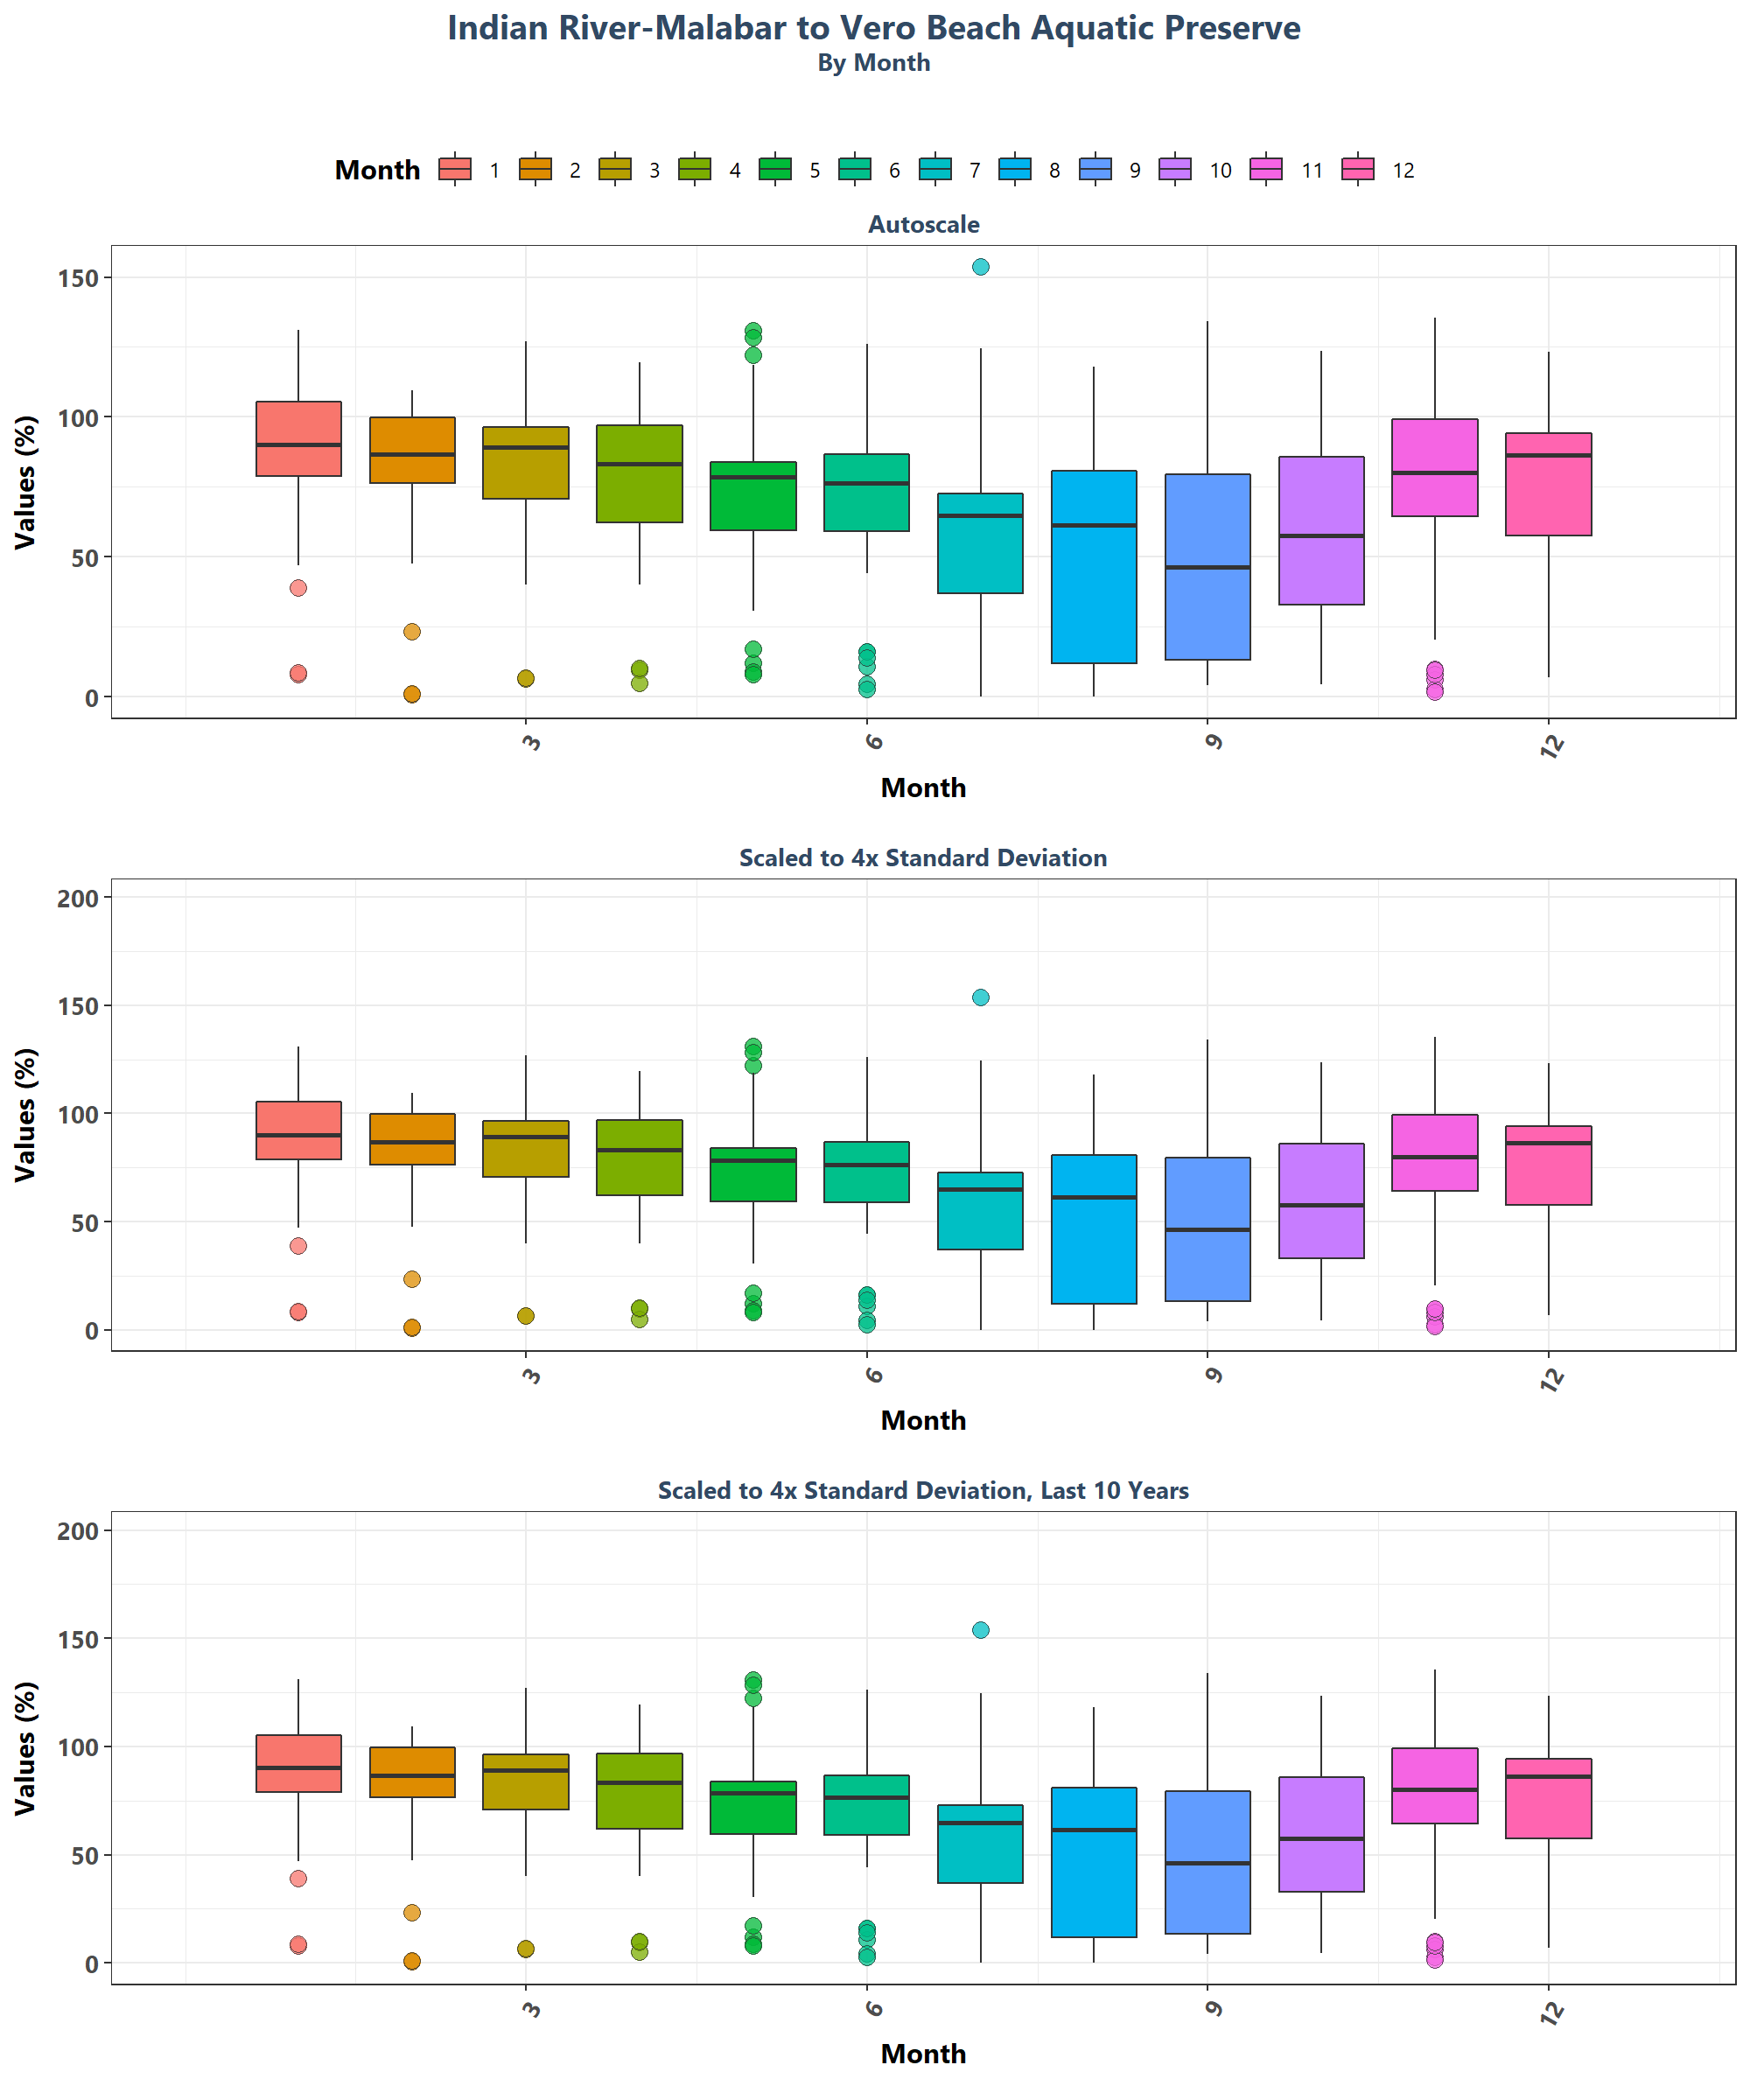 Indian River-Malabar to Vero Beach Aquatic Preserve
By Month
Month 1 2 3 4 5 6 7 8 9 10 11 12
Autoscale
Values (%)
150
100
50
0
3 6 9 12
Month
Scaled to 4x Standard Deviation
Values (%)
200
150
100
50
0
3 6 9 12
Month
Scaled to 4x Standard Deviation, Last 10 Years
Values (%)
200
150
100
50
0
3 6 9 12
Month